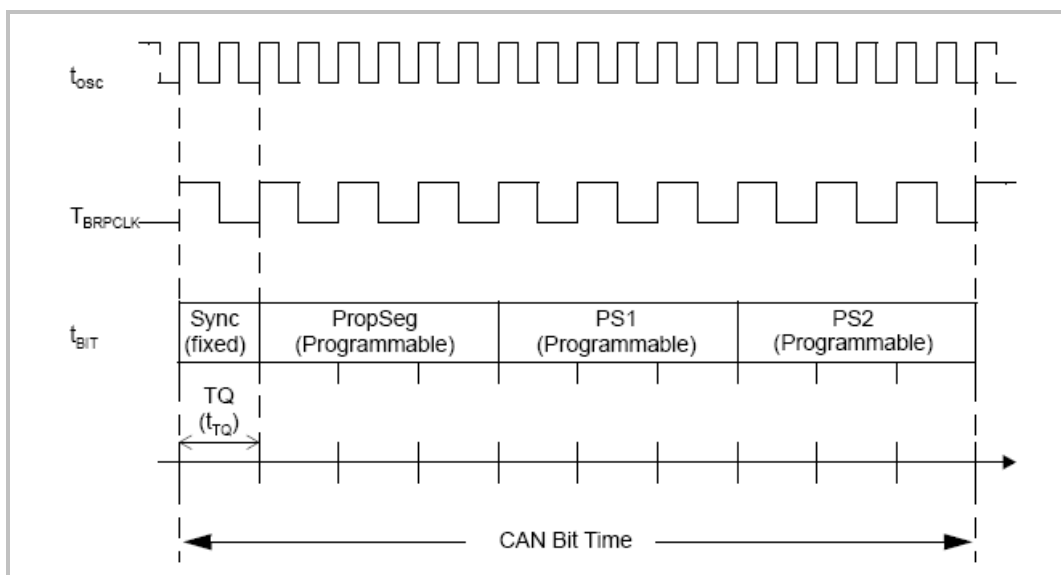 tosc
TBRPCLK
tBIT
Sync
(fixed)
PropSeg
(Programmable)
PS1
(Programmable)
PS2
(Programmable)
TQ
(tTQ)
CAN Bit Time